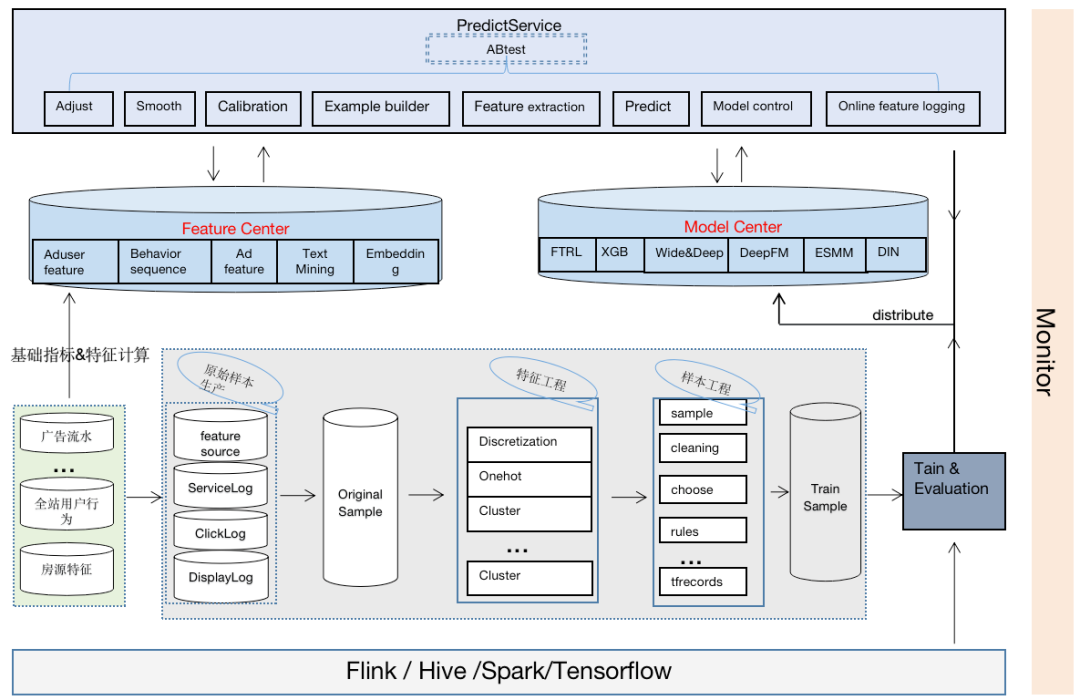 PredictService
ABtest
Adjust
Smooth
Calibration
Example builder
Feature extraction
Predict
Model control
Online feature logging
Feature Center
Aduser
feature
Behavior
sequence
Ad
feature
Text
Mining
Embeddin
g
Model Center
FTRL
XGB
Wide&Deep
DeepFM
ESMM
DIN
distribute
Monitor
基础指标&特征计算
广告流水
...
全站用户行
为
房源特征
原始样本
生产
feature
source
ServiceLog
ClickLog
DisplayLog
Original
Sample
特征工程
Discretization
Onehot
Cluster
...
Cluster
样本工程
sample
cleaning
choose
rules
...
tfrecords
Train
Sample
Tain &
Evaluation
Flink / Hive /Spark/Tensorflow